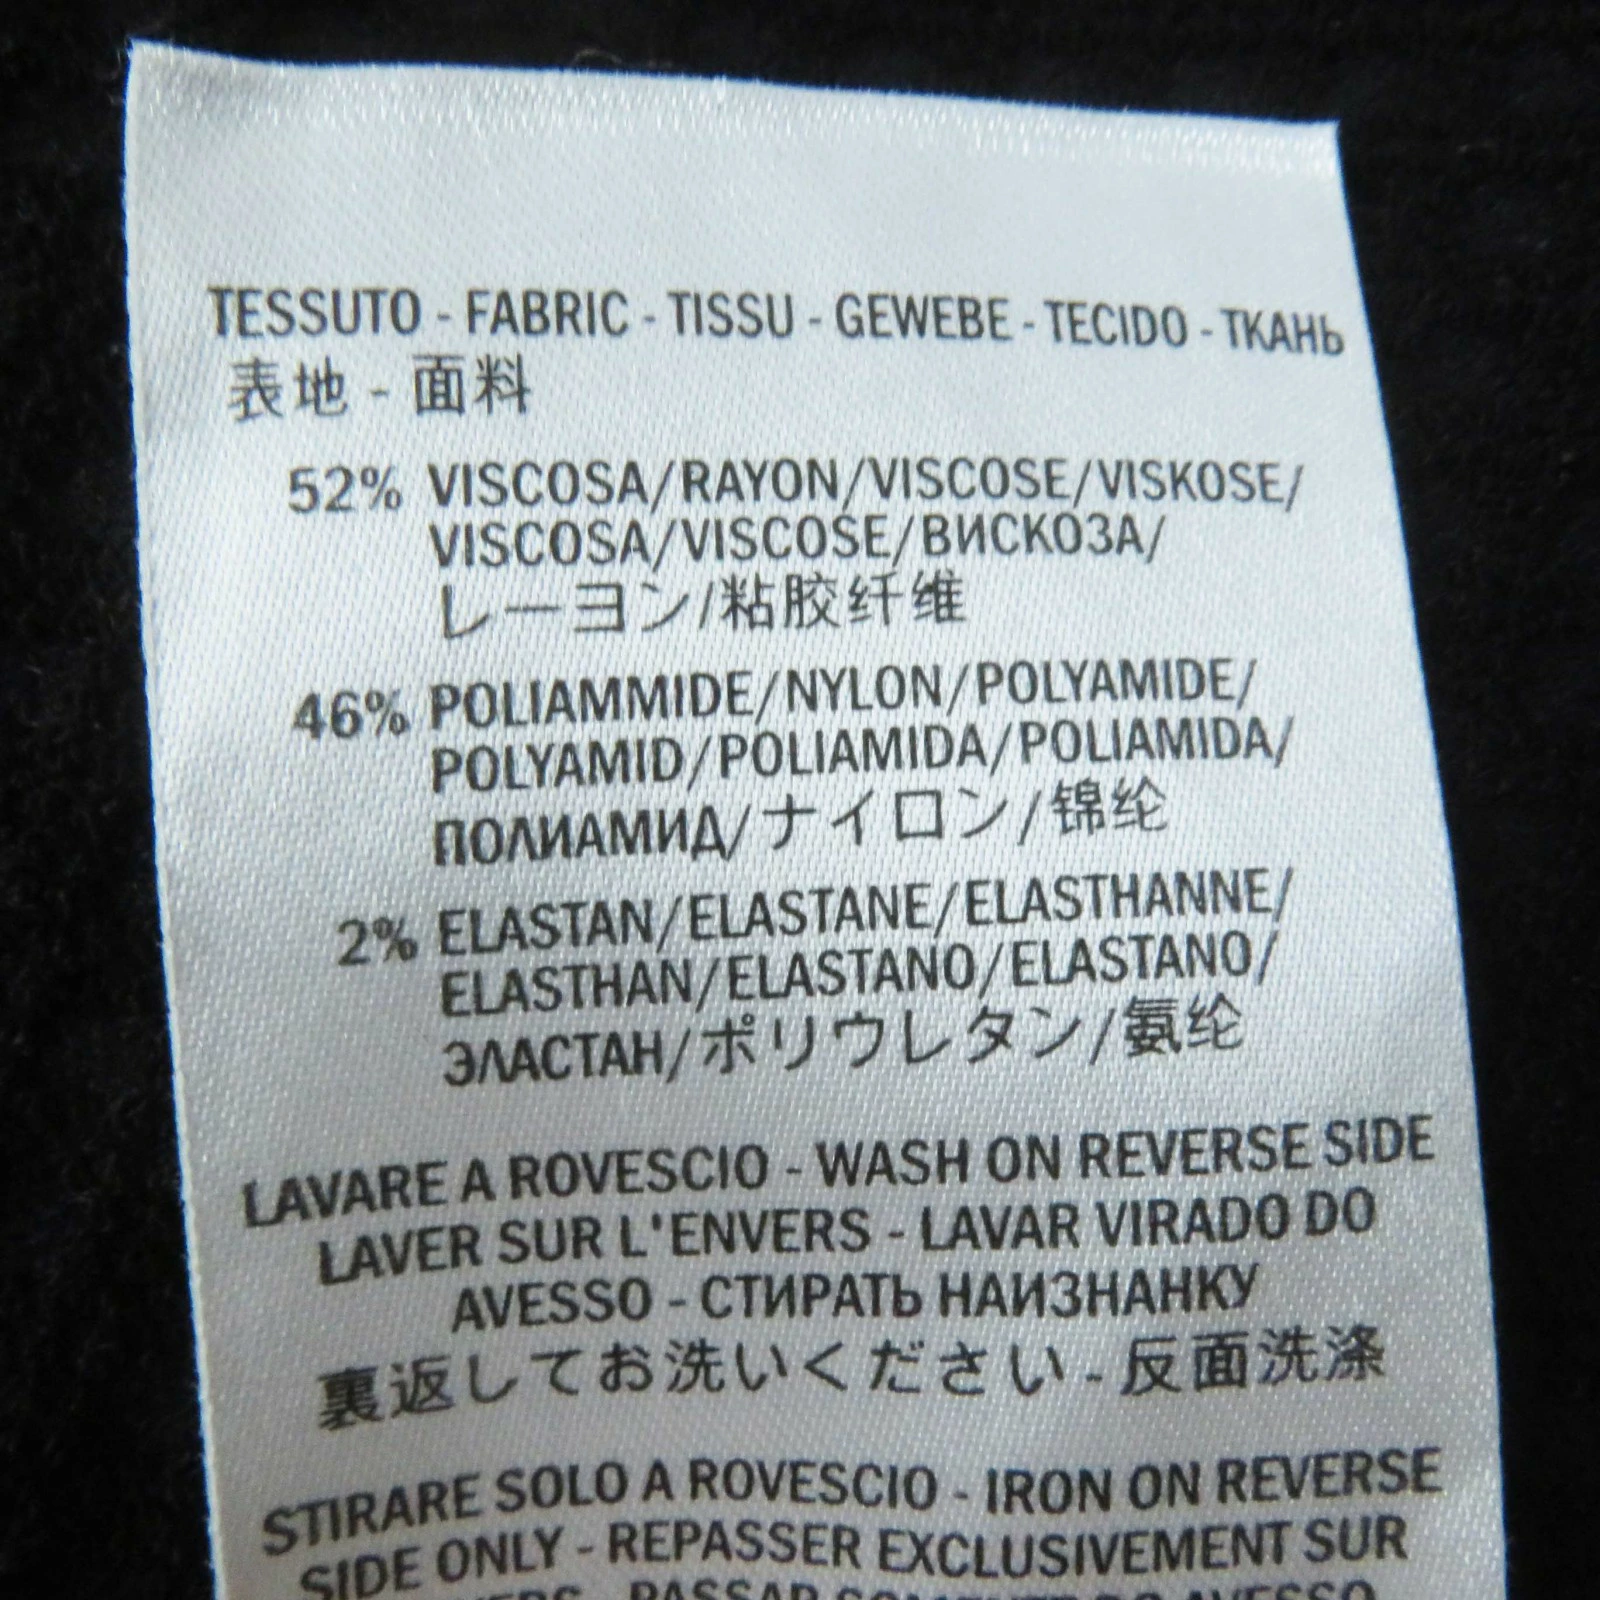 TESSUTO - FABRIC - TISSU - GEWEBE - TECIDO - ТКАНЬ
表地 - 面料
52% VISCOSA/RAYON/VISCOSE/VISKOSE/
VISCOSA/VISCOSE/ВИСКОЗА/
レーヨン/粘胶纤维
46% POLIAMMIDE/NYLON/POLYAMIDE/
POLYAMID/POLIAMIDA/POLIAMIDA/
ПОЛИАМИД/ナイロン/锦纶
2% ELASTAN/ELASTANE/ELASTHANNE/
ELASTHAN/ELASTANO/ELASTANO/
ЭЛАСТАН/ポリウレタン/氨纶
LAVARE A ROVESCIO - WASH ON REVERSE SIDE
LAVER SUR L'ENVERS - LAVAR VIRADO DO
AVESSO - СТИРАТЬ НАИЗНАНКУ
裏返してお洗いください - 反面洗涤
STIRARE SOLO A ROVESCIO - IRON ON REVERSE
SIDE ONLY - REPASSER EXCLUSIVEMENT SUR
- PASSAR SOMENTE DO AVESSO